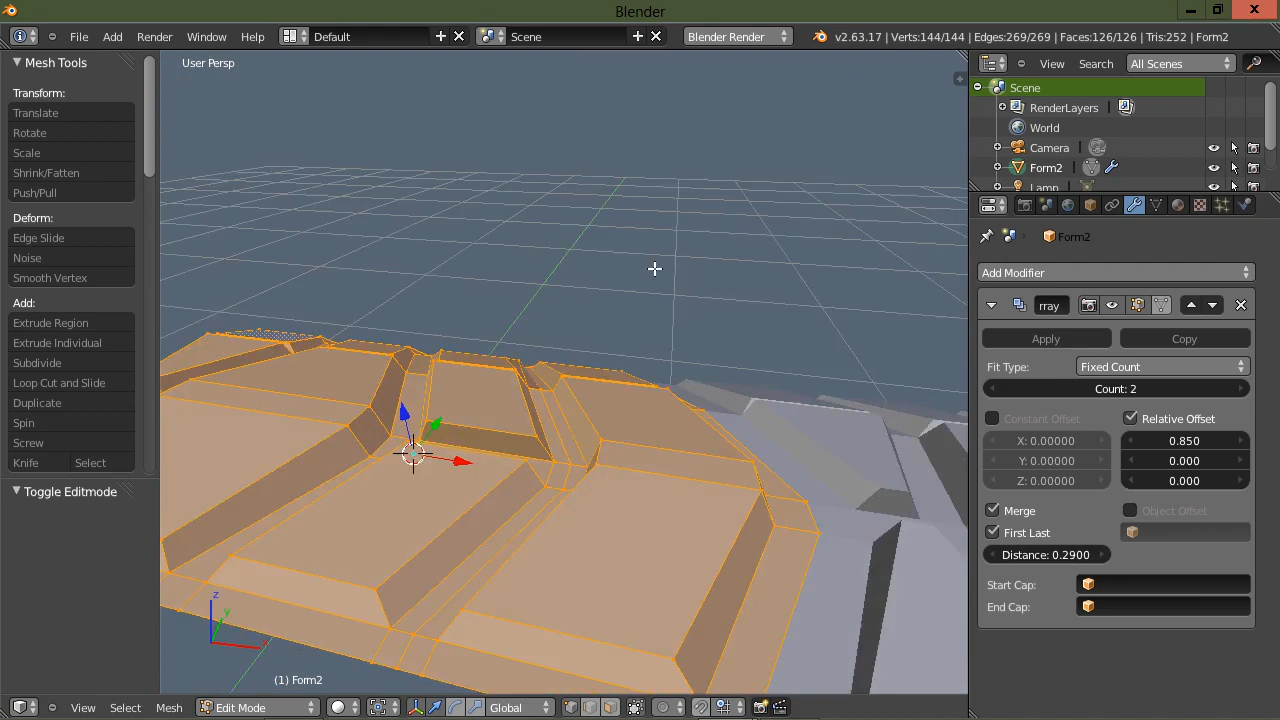 Blender
File Add Render Window Help Default Scene Blender Render v2.63.17 | Verts:144/144 | Edges:269/269 | Faces:126/126 | Tris:252 | Form2
Mesh Tools
Transform:
Translate
Rotate
Scale
Shrink/Fatten
Push/Pull
Deform:
Edge Slide
Noise
Smooth Vertex
Add:
Extrude Region
Extrude Individual
Subdivide
Loop Cut and Slide
Duplicate
Spin
Screw
Knife Select
Toggle Editmode
User Persp
z
y
(1) Form2
View Select Mesh Edit Mode Global
View Search All Scenes
Scene
RenderLayers
World
Camera
Form2
Lamp
Form2
Add Modifier
rray
Apply Copy
Fit Type: Fixed Count
Count: 2
Constant Offset Relative Offset
X: 0.00000 0.850
Y: 0.00000 0.000
Z: 0.00000 0.000
Merge Object Offset
First Last
Distance: 0.2900
Start Cap:
End Cap: